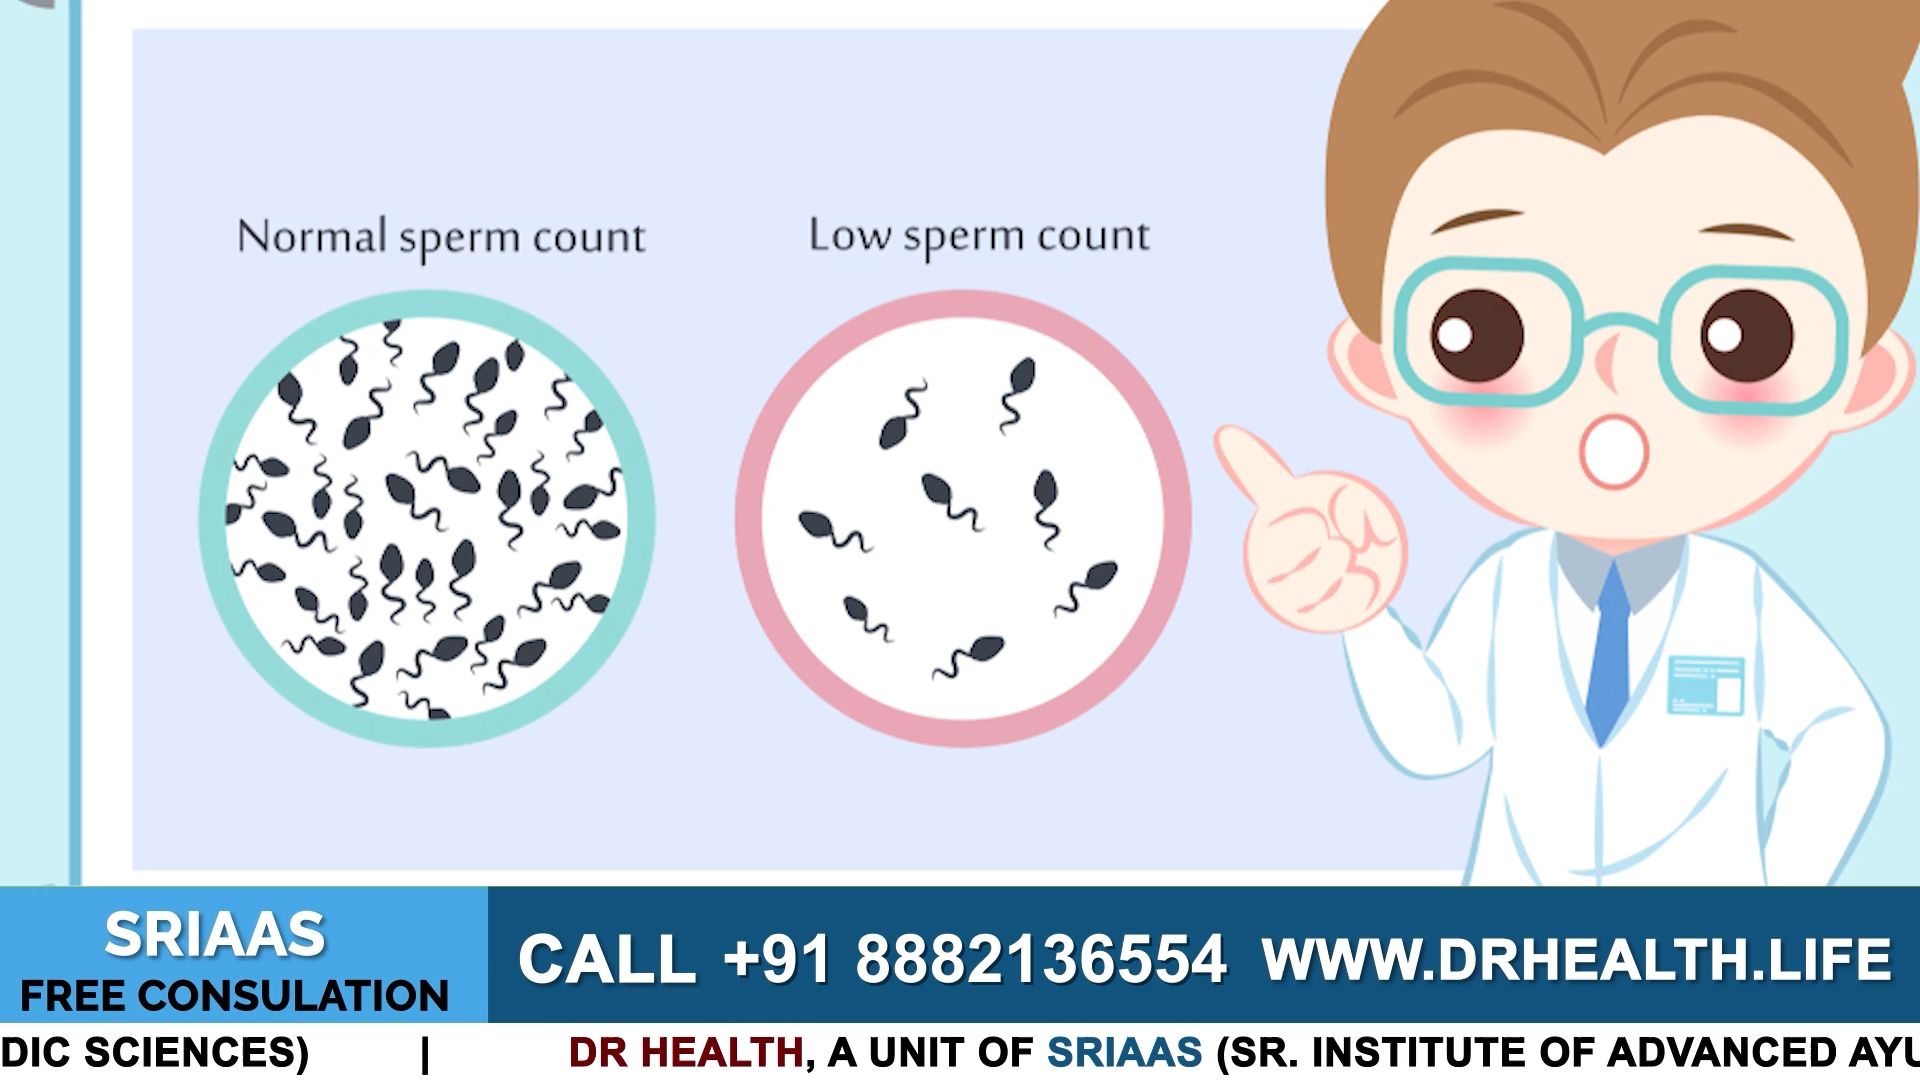 Normal sperm count
Low sperm count
SRIAAS
FREE CONSULATION
CALL +91 8882136554 WWW.DRHEALTH.LIFE
DIC SCIENCES) | DR HEALTH, A UNIT OF SRIAAS (SR. INSTITUTE OF ADVANCED AYU